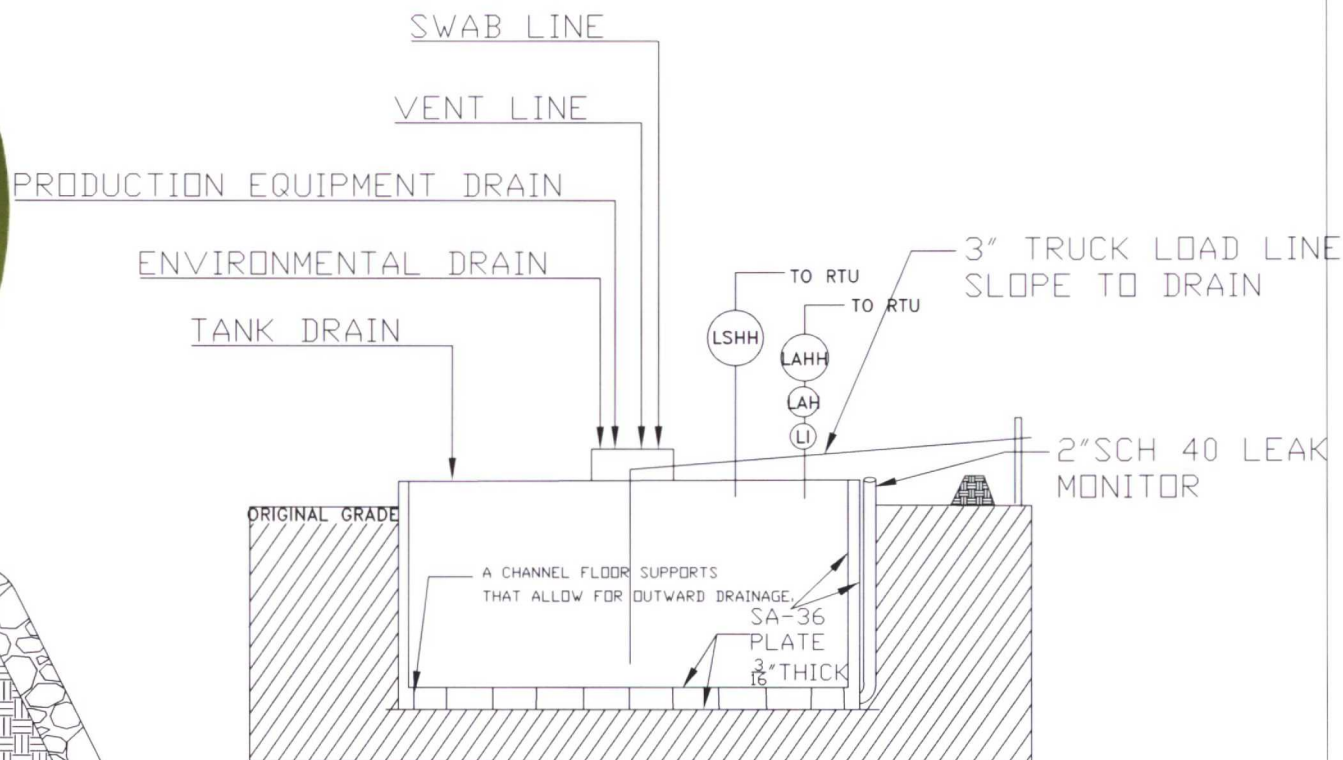 SWAB LINE
VENT LINE
PRODUCTION EQUIPMENT DRAIN
ENVIRONMENTAL DRAIN
TANK DRAIN
3" TRUCK LOAD LINE
SLOPE TO DRAIN
TO RTU
TO RTU
LSHH
LAHH
LAH
LI
2"SCH 40 LEAK
MONITOR
ORIGINAL GRADE
A CHANNEL FLOOR SUPPORTS
THAT ALLOW FOR OUTWARD DRAINAGE.
SA-36
PLATE
3/16"THICK